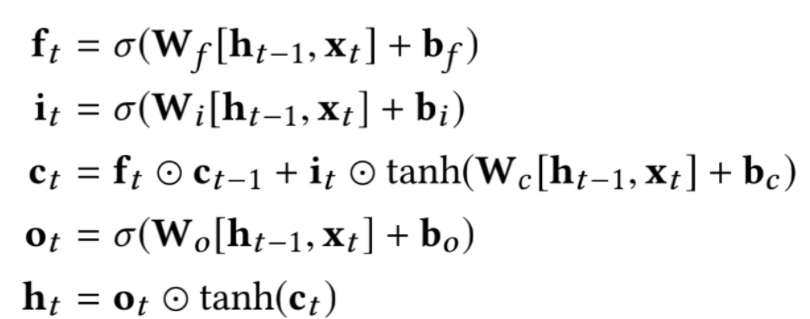 f_t = σ(W_f[h_{t−1}, x_t] + b_f)
i_t = σ(W_i[h_{t−1}, x_t] + b_i)
c_t = f_t ⊙ c_{t−1} + i_t ⊙ tanh(W_c[h_{t−1}, x_t] + b_c)
o_t = σ(W_o[h_{t−1}, x_t] + b_o)
h_t = o_t ⊙ tanh(c_t)